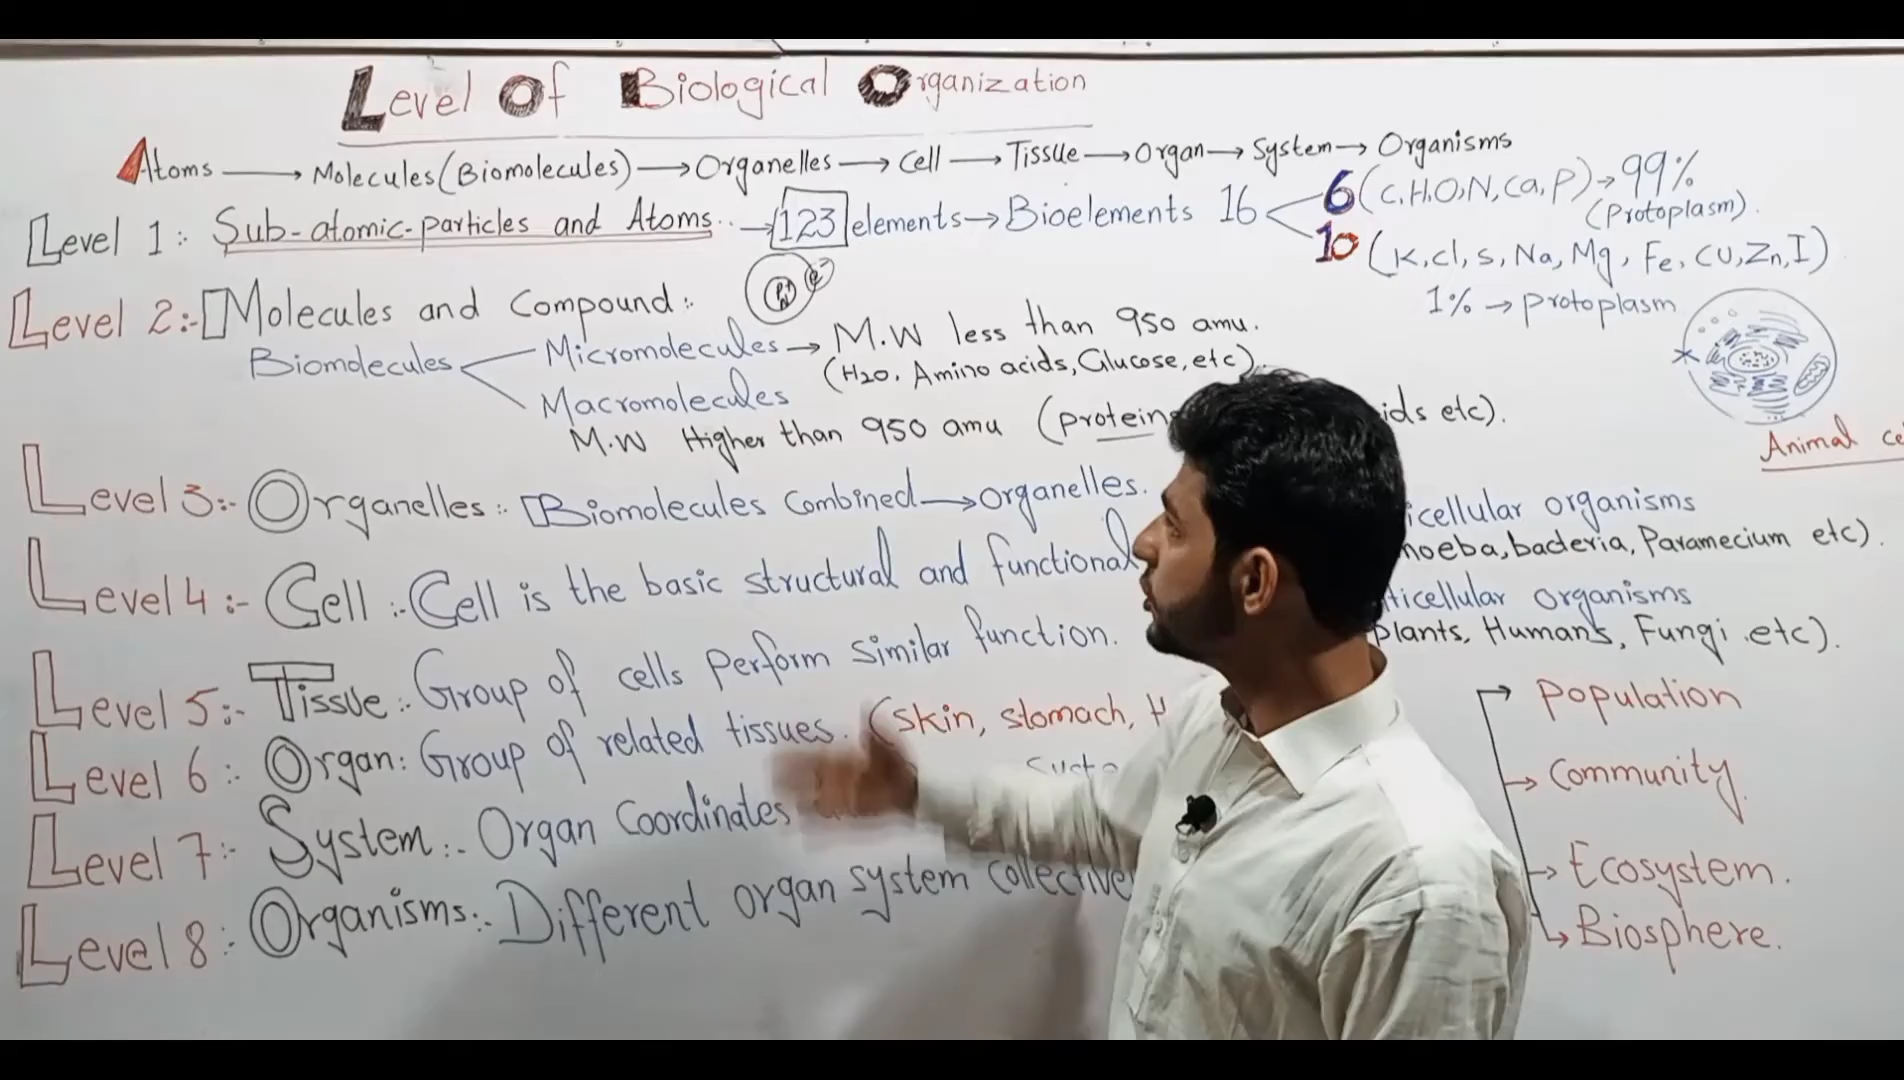 Level Of Biological Organization
Atoms → Molecules (Biomolecules) → Organelles → Cell → Tissue → Organ → System → Organisms
Level 1:- Sub-atomic-particles and Atoms.. → 123 elements → Bioelements 16
6 (C,H,O,N,Ca,P) → 99%
(Protoplasm).
10 (K,Cl,S,Na,Mg,Fe,Cu,Zn,I)
1% → Protoplasm
P+
e-
Level 2:- Molecules and Compound:-
Biomolecules
Micromolecules → M.W less than 950 amu.
(H2O, Amino acids, Glucose, etc).
Macromolecules
M.W Higher than 950 amu (protein etc).
Animal
Level 3:- Organelles:- Biomolecules Combined → Organelles.
Level 4:- Cell:- Cell is the basic structural and functional
icellular organisms
moeba, bacteria, Paramecium etc).
ticellular organisms
Plants, Humans, Fungi etc).
Level 5:- Tissue:- Group of cells Perform similar function.
Level 6:- Organ: Group of related tissues. (skin, stomach,
Level 7:- System:- Organ Coordinates
Level 8:- Organisms:- Different organ system
Population
Community.
Ecosystem.
Biosphere.